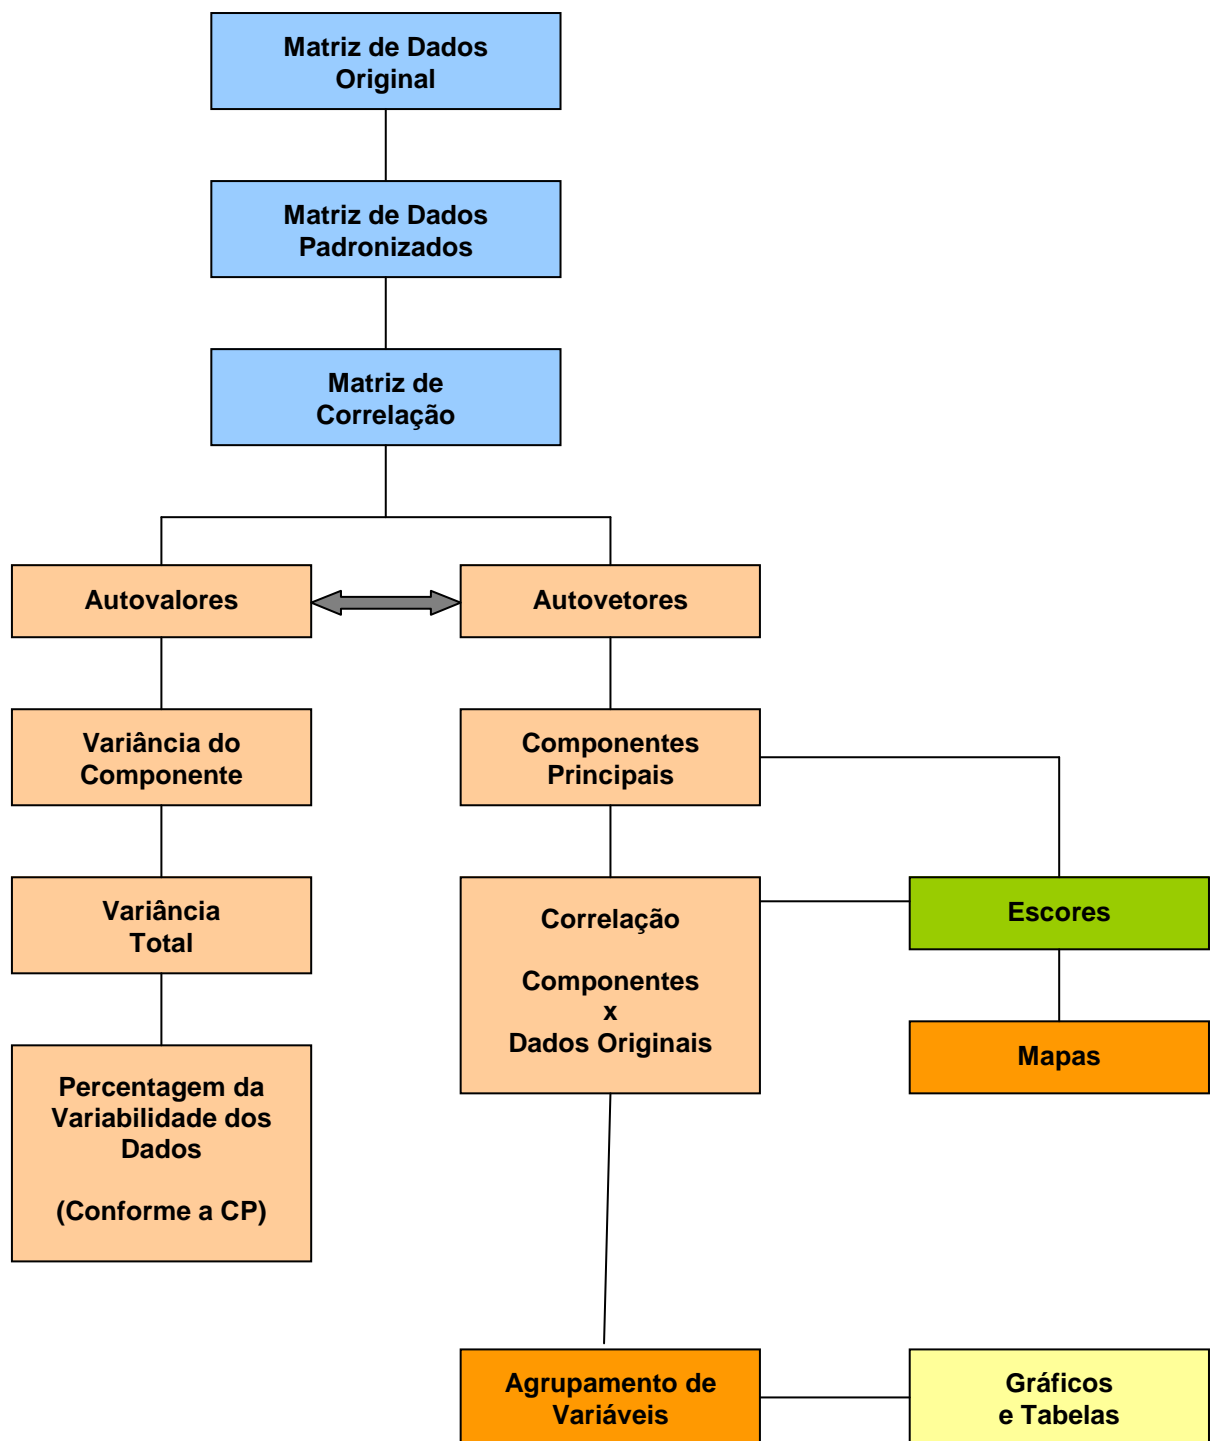 Matriz de Dados
Original
Matriz de Dados
Padronizados
Matriz de
Correlação
Autovalores
Autovetores
Variância do
Componente
Componentes
Principais
Variância
Total
Correlação
Componentes
x
Dados Originais
Escores
Mapas
Percentagem da
Variabilidade dos
Dados
(Conforme a CP)
Agrupamento de
Variáveis
Gráficos
e Tabelas